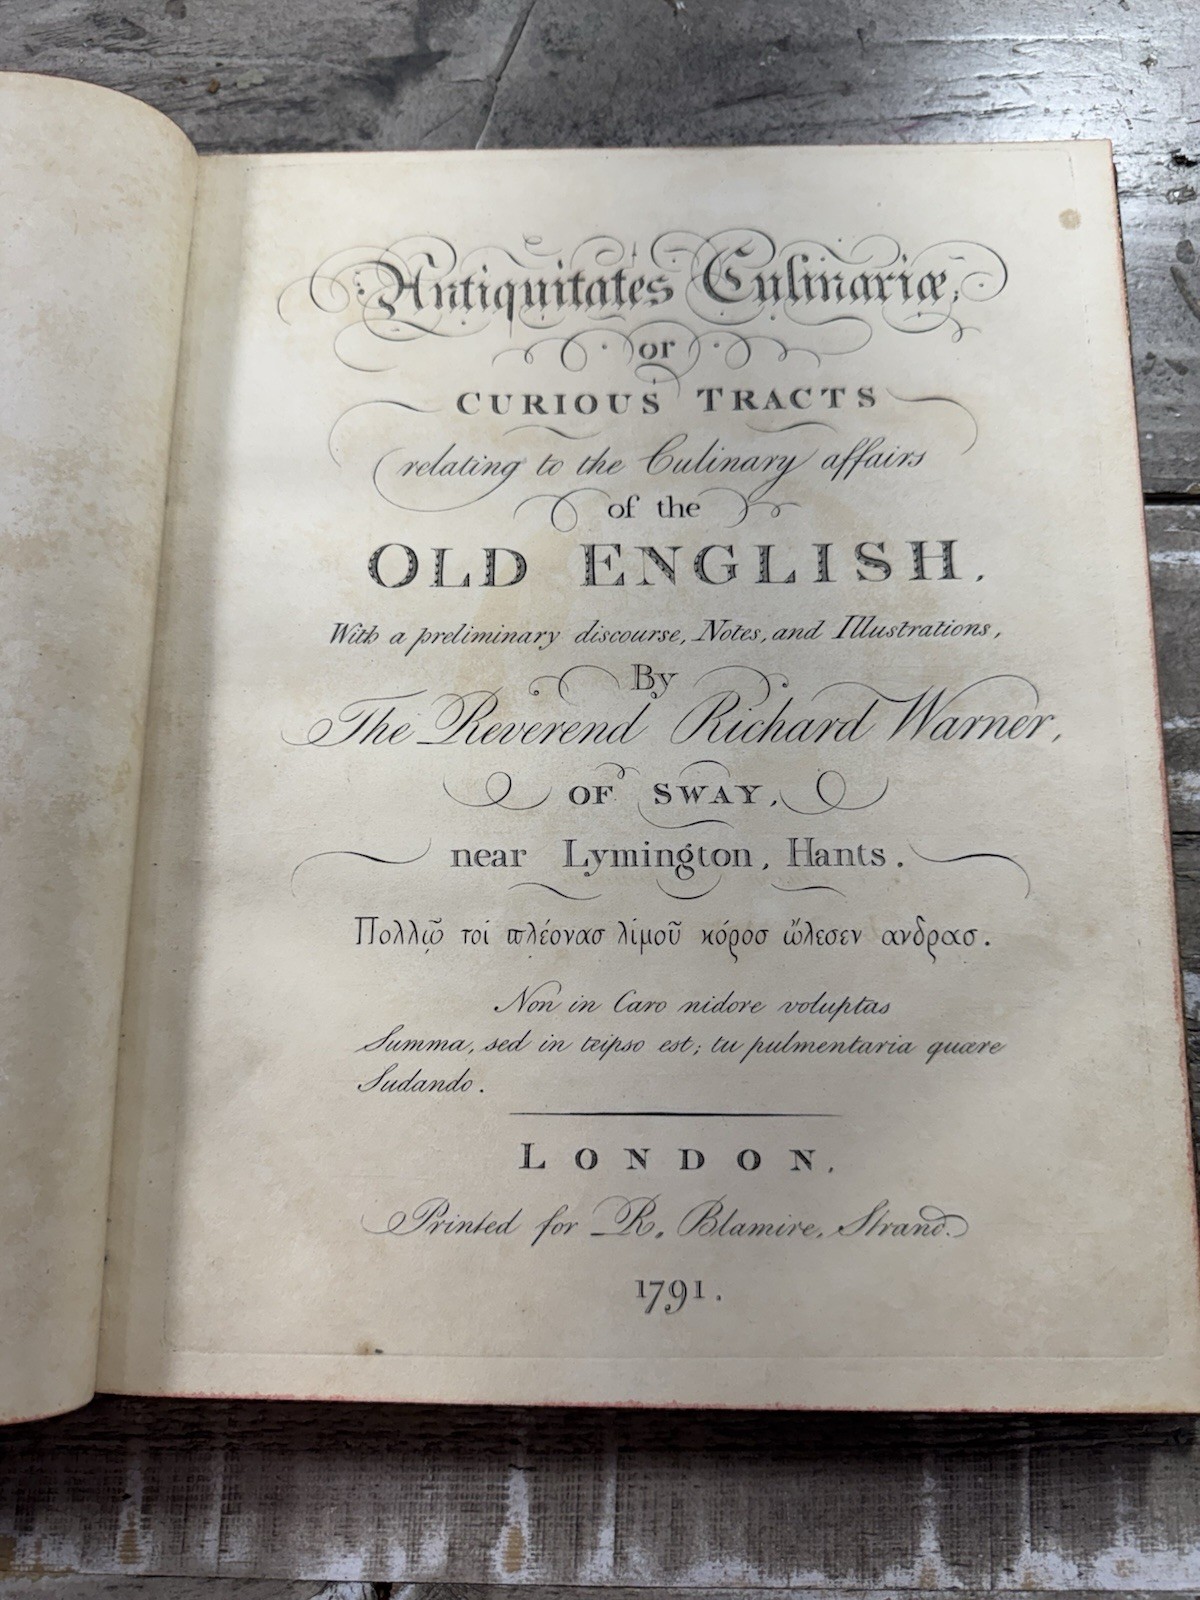 Antiquitates Culinariæ;
or
CURIOUS TRACTS
relating to the Culinary affairs
of the
OLD ENGLISH.
With a preliminary discourse, Notes, and Illustrations,
By
The Reverend Richard Warner,
OF SWAY,
near Lymington, Hants.
Πολλῷ τοί ϖλέονασ λίμοῦ κόροσ ὤλεσεν ανδρασ.
Non in Caro nidore voluptas
Summa, sed in teipso est; tu pulmentaria quære
Sudando.
LONDON.
Printed for R. Blamire, Strand.
1791.